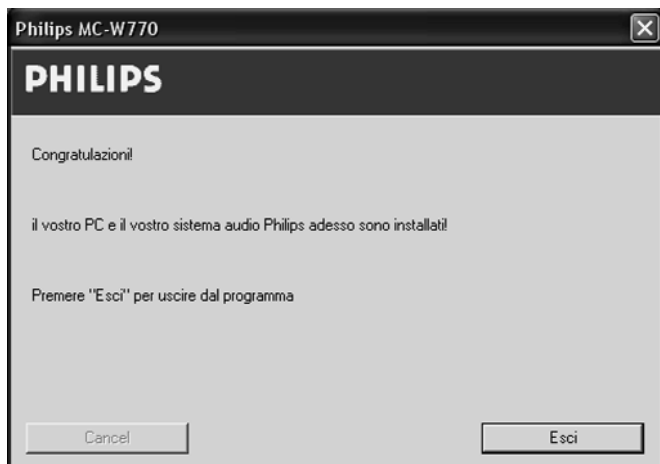 Philips MC-W770
PHILIPS
Congratulazioni!
il vostro PC e il vostro sistema audio Philips adesso sono installati!
Premere "Esci" per uscire dal programma
Cancel
Esci